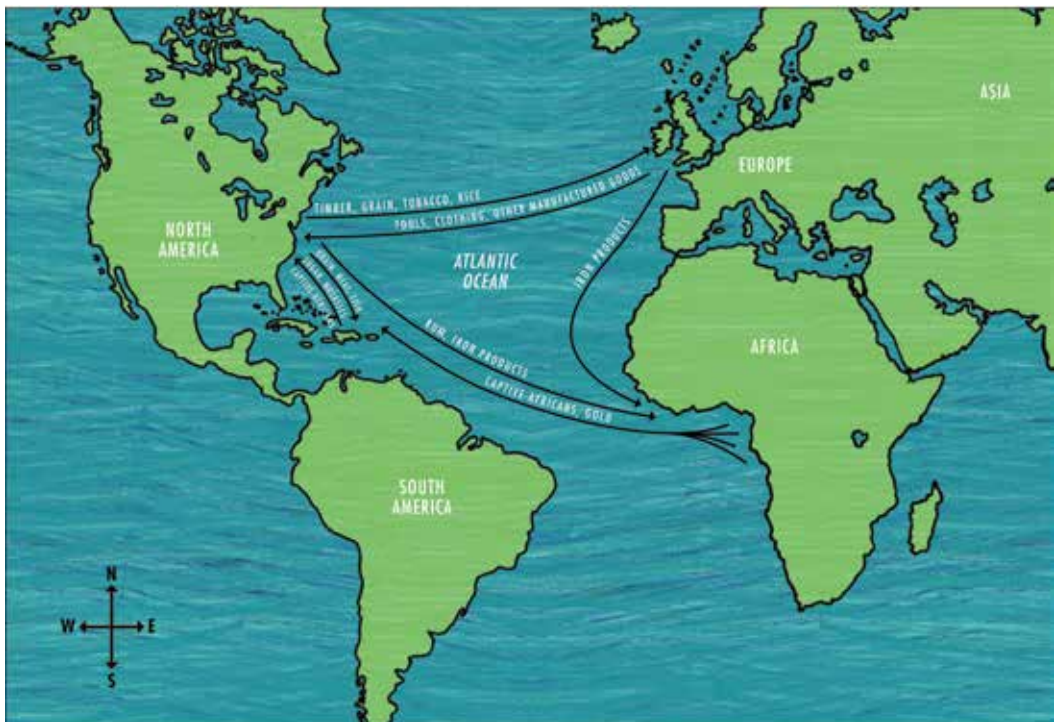 ASIA
EUROPE
TIMBER, GRAIN, TOBACCO, RICE
TOOLS, CLOTHING, OTHER MANUFACTURED GOODS
NORTH
AMERICA
ATLANTIC
OCEAN
IRON PRODUCTS
RUM, IRON PRODUCTS
CAPTIVE AFRICANS, GOLD
AFRICA
SOUTH
AMERICA
N
W E
S